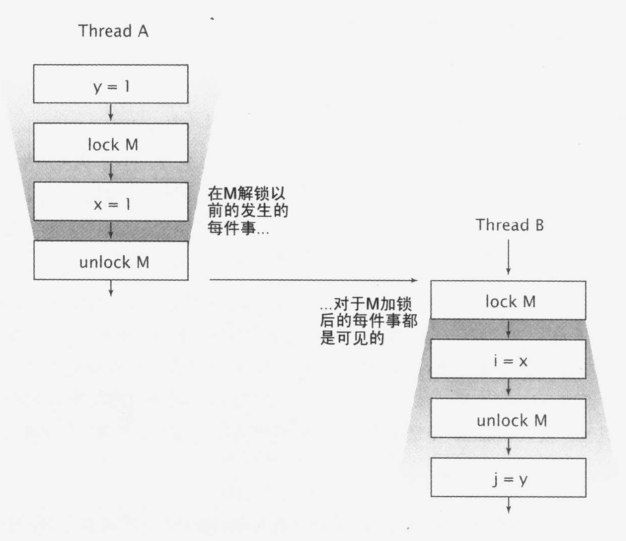 Thread A
y = 1
lock M
x = 1
unlock M
在M解锁以
前的发生的
每件事...
Thread B
...对于M加锁
后的每件事都
是可见的
lock M
i = x
unlock M
j = y